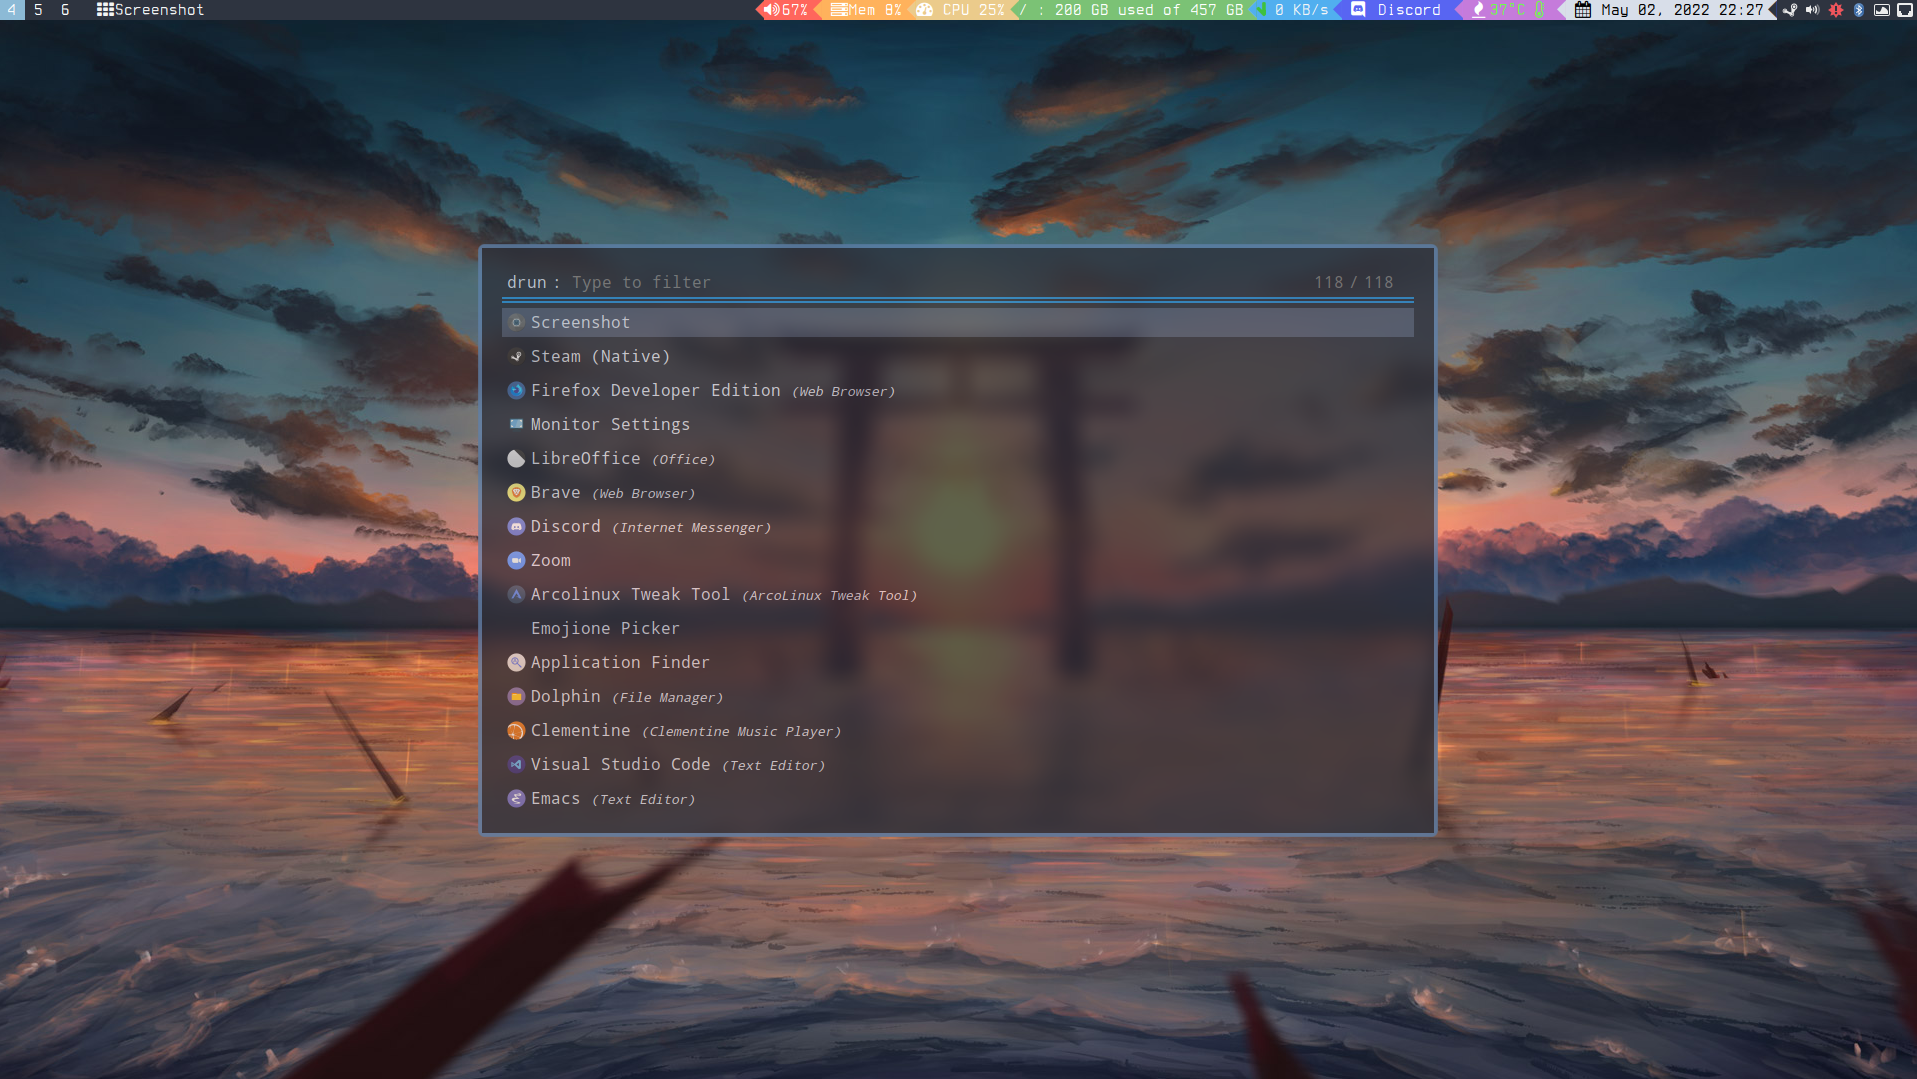 4 5 6 Screenshot 67% Mem 8% CPU 25% / : 200 GB used of 457 GB 0 KB/s Discord 37°C May 02, 2022 22:27
drun : Type to filter 118 / 118
Screenshot
Steam (Native)
Firefox Developer Edition (Web Browser)
Monitor Settings
LibreOffice (Office)
Brave (Web Browser)
Discord (Internet Messenger)
Zoom
Arcolinux Tweak Tool (ArcoLinux Tweak Tool)
Emojione Picker
Application Finder
Dolphin (File Manager)
Clementine (Clementine Music Player)
Visual Studio Code (Text Editor)
Emacs (Text Editor)